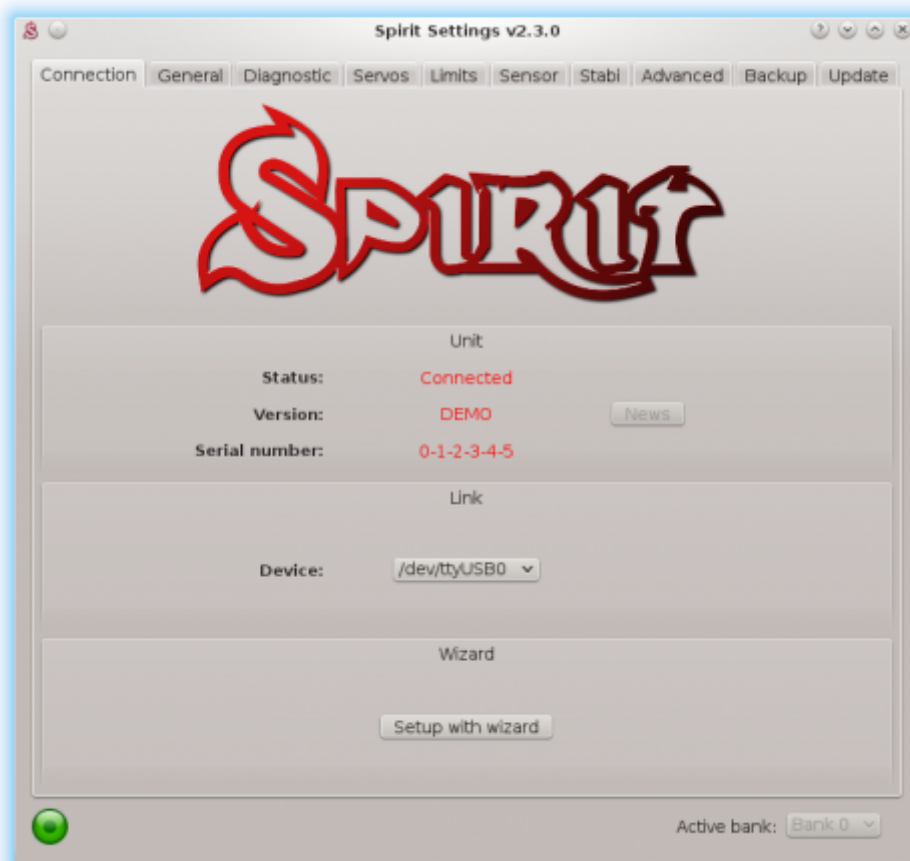 Spirit Settings v2.3.0
Connection General Diagnostic Servos Limits Sensor Stabi Advanced Backup Update
SPIRIT
Unit
Status: Connected
Version: DEMO News
Serial number: 0-1-2-3-4-5
Link
Device: /dev/ttyUSB0
Wizard
Setup with wizard
Active bank: Bank 0